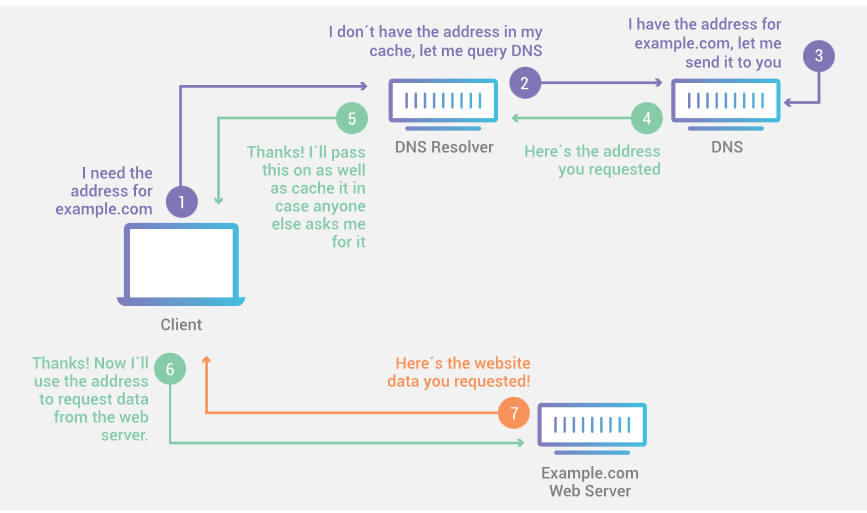 I need the
address for
example.com
1
I don´t have the address in my
cache, let me query DNS
2
I have the address for
example.com, let me
send it to you
3
DNS Resolver
DNS
4
Here´s the address
you requested
5
Thanks! I´ll pass
this on as well
as cache it in
case anyone
else asks me
for it
Client
Thanks! Now I´ll
use the address
to request data
from the web
server.
6
Here´s the website
data you requested!
7
Example.com
Web Server